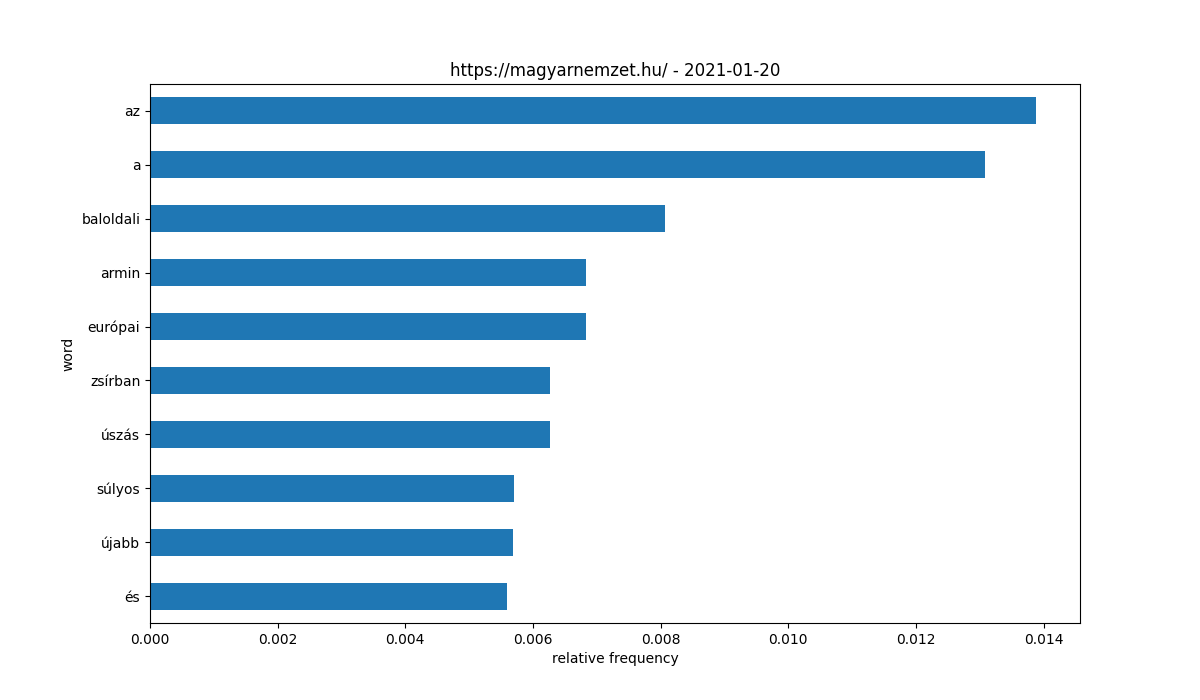 https://magyarnemzet.hu/ - 2021-01-20
az
a
baloldali
armin
európai
zsírban
úszás
súlyos
újabb
és
word
0.000 0.002 0.004 0.006 0.008 0.010 0.012 0.014
relative frequency